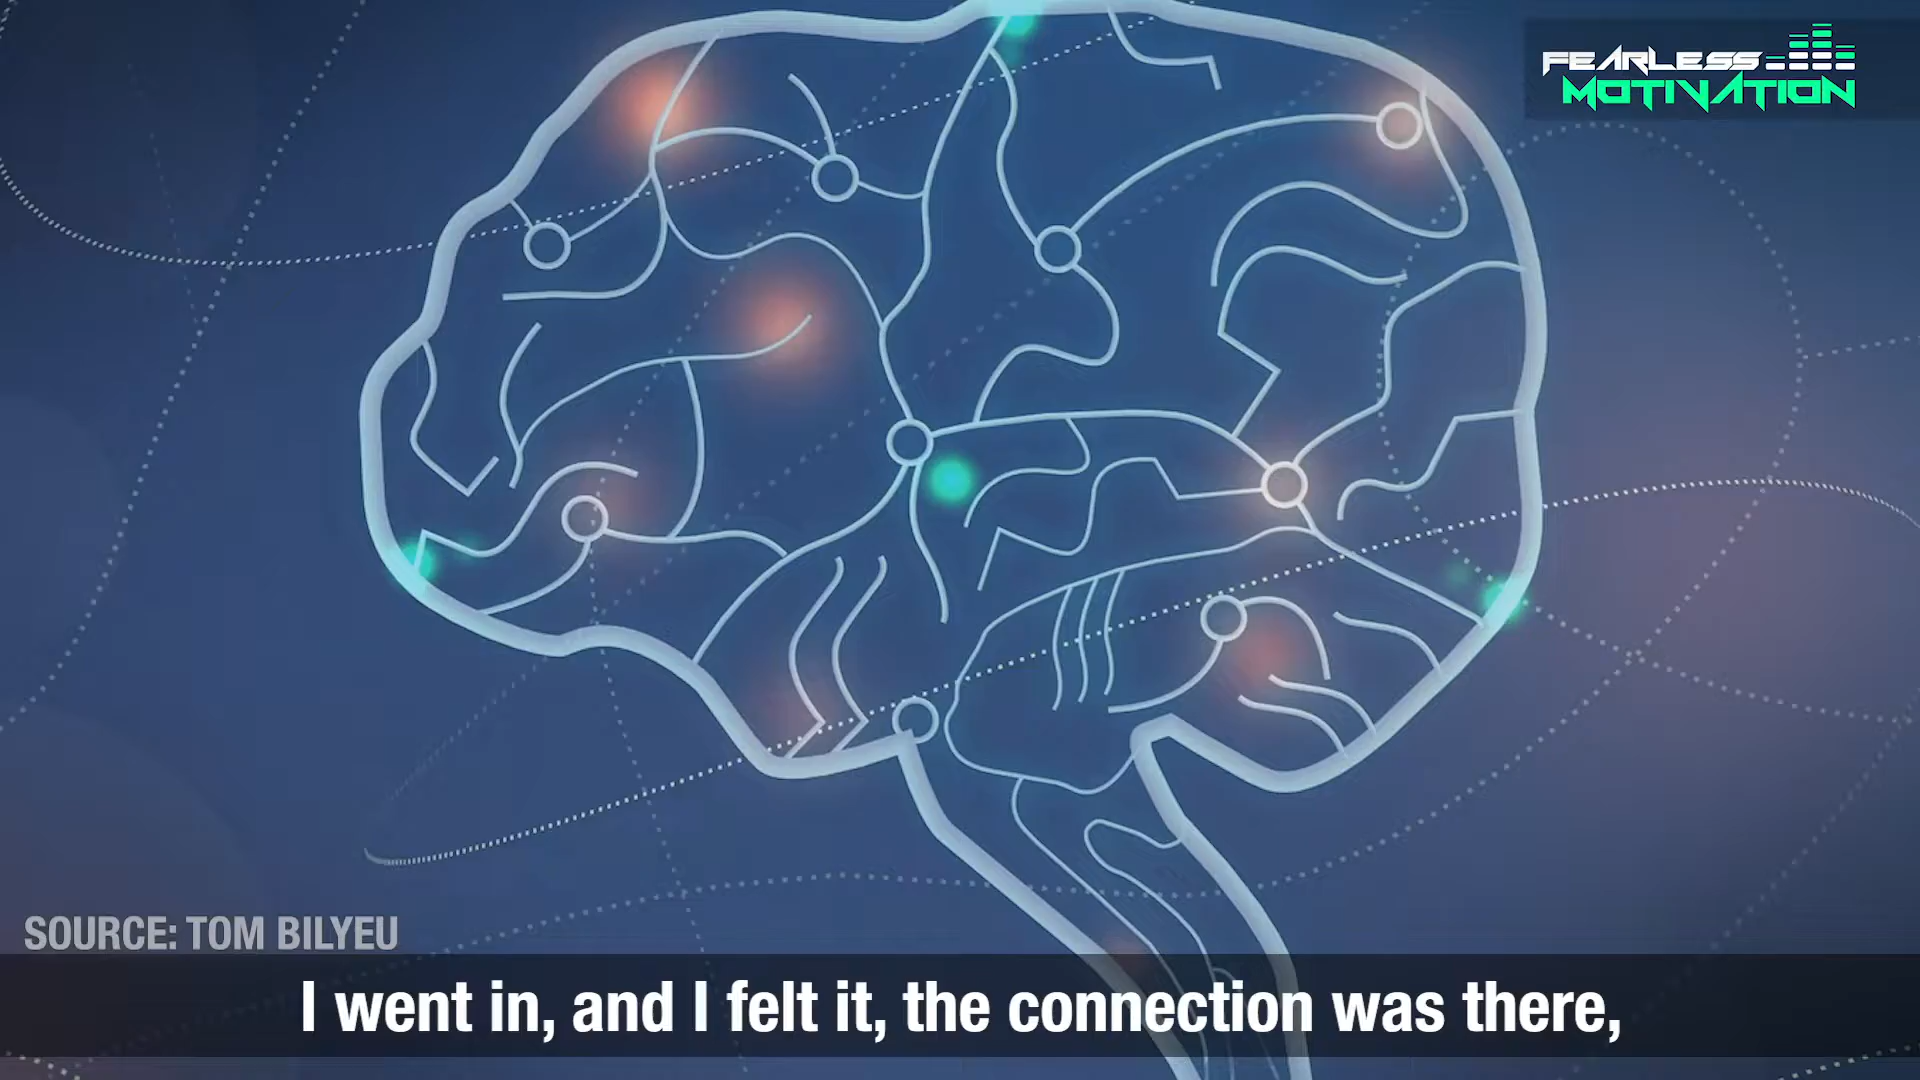 FEARLESS
MOTIVATION
SOURCE: TOM BILYEU
I went in, and I felt it, the connection was there,